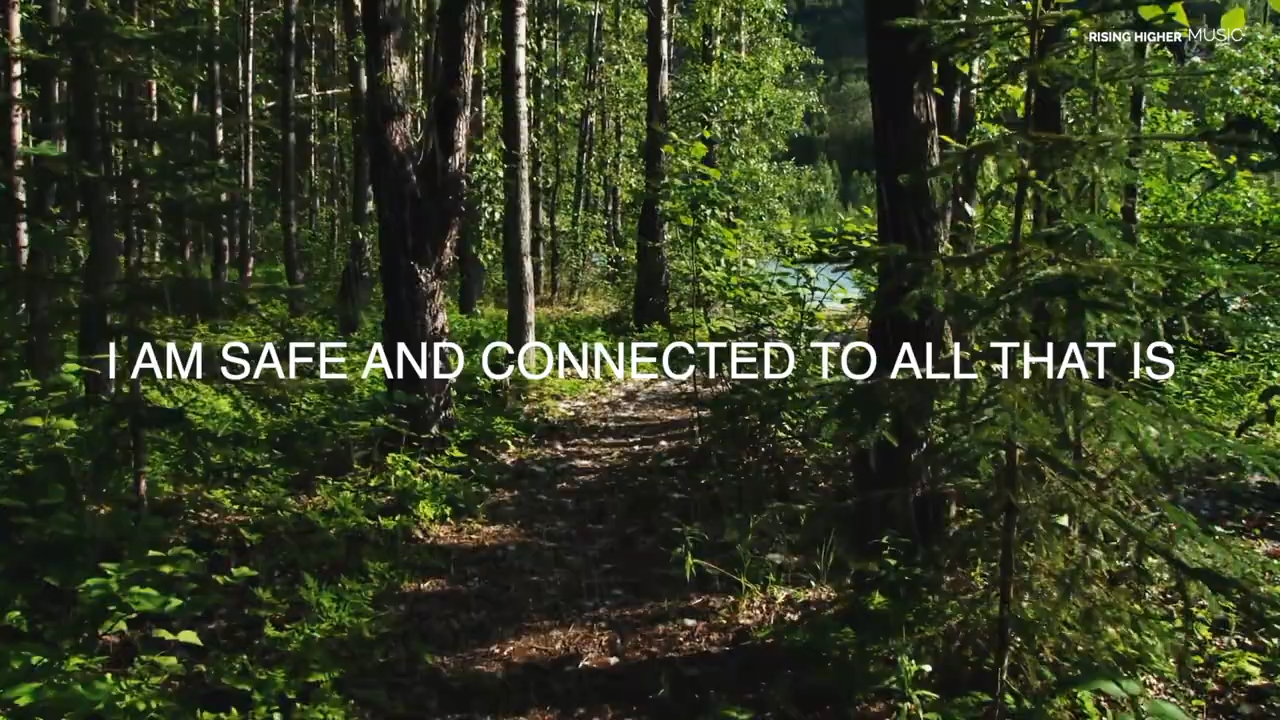 RISING HIGHER MUSIC
I AM SAFE AND CONNECTED TO ALL THAT IS